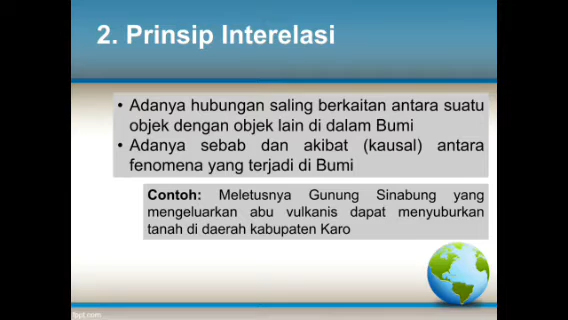 2. Prinsip Interelasi
• Adanya hubungan saling berkaitan antara suatu
objek dengan objek lain di dalam Bumi
• Adanya sebab dan akibat (kausal) antara
fenomena yang terjadi di Bumi
Contoh: Meletusnya Gunung Sinabung yang
mengeluarkan abu vulkanis dapat menyuburkan
tanah di daerah kabupaten Karo